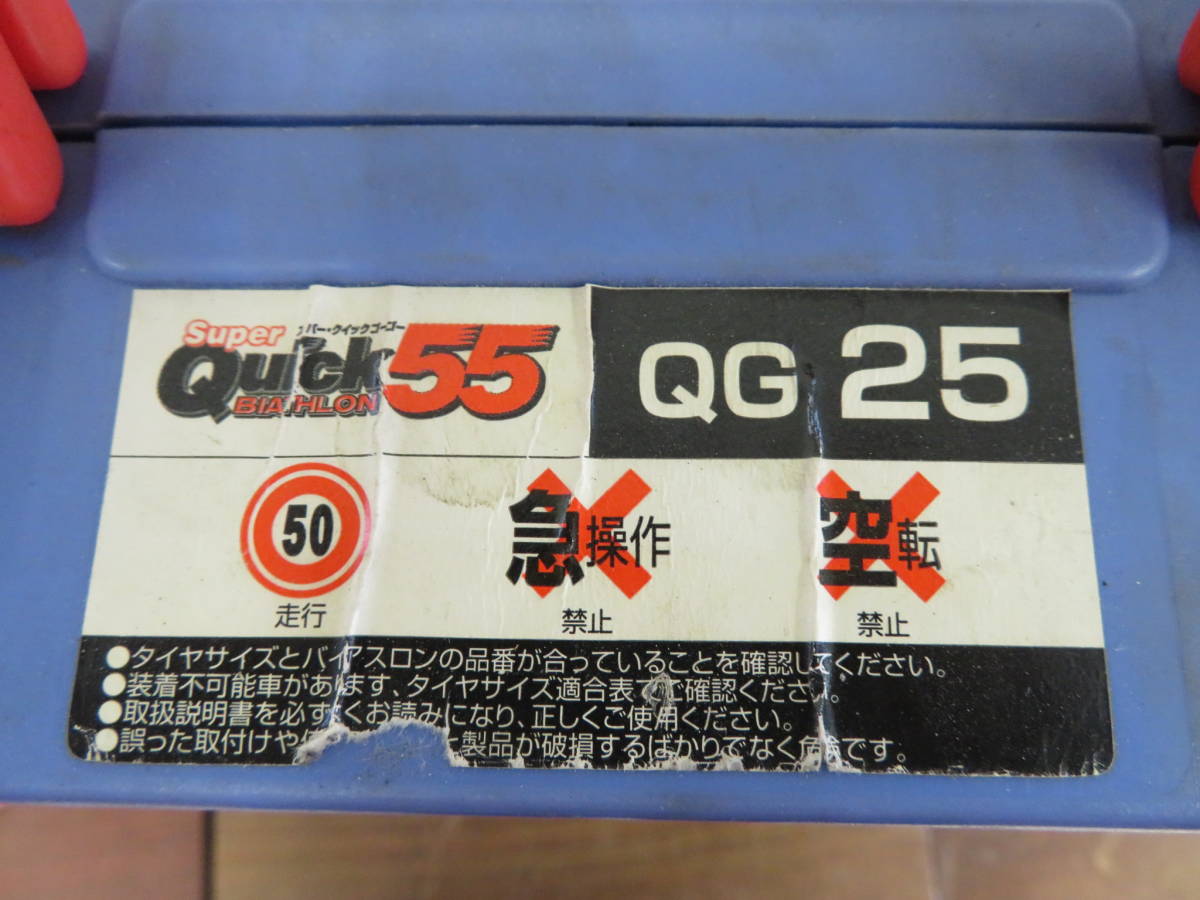 Super
スーパー・クイックゴーゴー
Quick 55
BIATHLON
QG 25
50
走行
急操作
禁止
空転
禁止
●タイヤサイズとバイアスロンの品番が合っていることを確認してください。
●装着不可能車があります、タイヤサイズ適合表でご確認ください。
●取扱説明書を必ずよくお読みになり、正しくご使用ください。
●誤った取付けや使 と製品が破損するばかりでなく危険です。